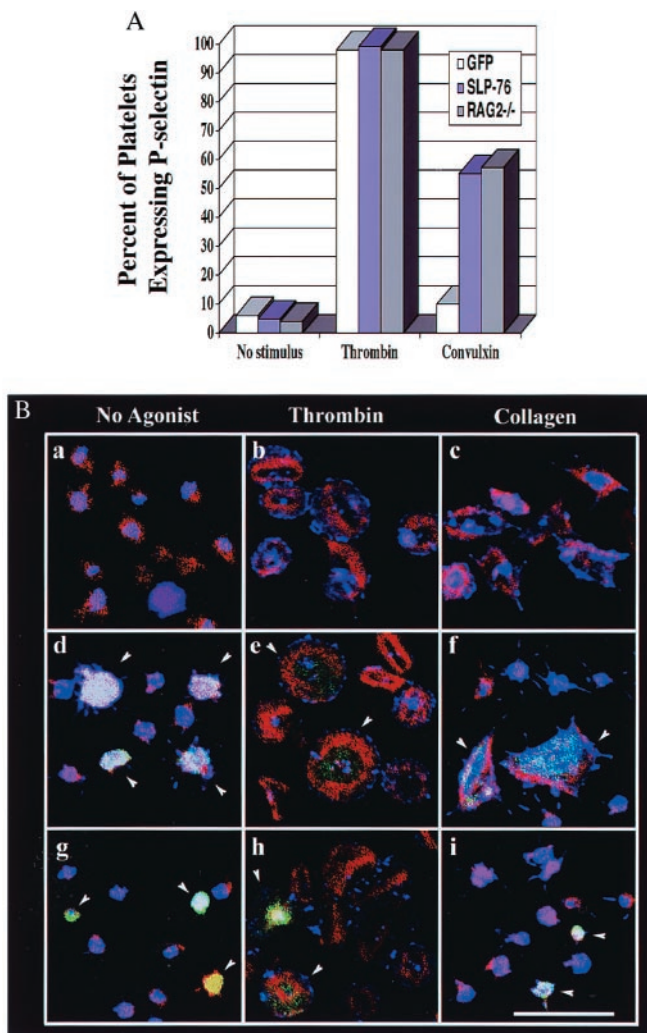 A
Percent of Platelets
Expressing P-selectin
100
90
80
70
60
50
40
30
20
10
0
GFP
SLP-76
RAG2-/-
No stimulus
Thrombin
Convulxin
B
No Agonist
Thrombin
Collagen
a
b
c
d
e
f
g
h
i